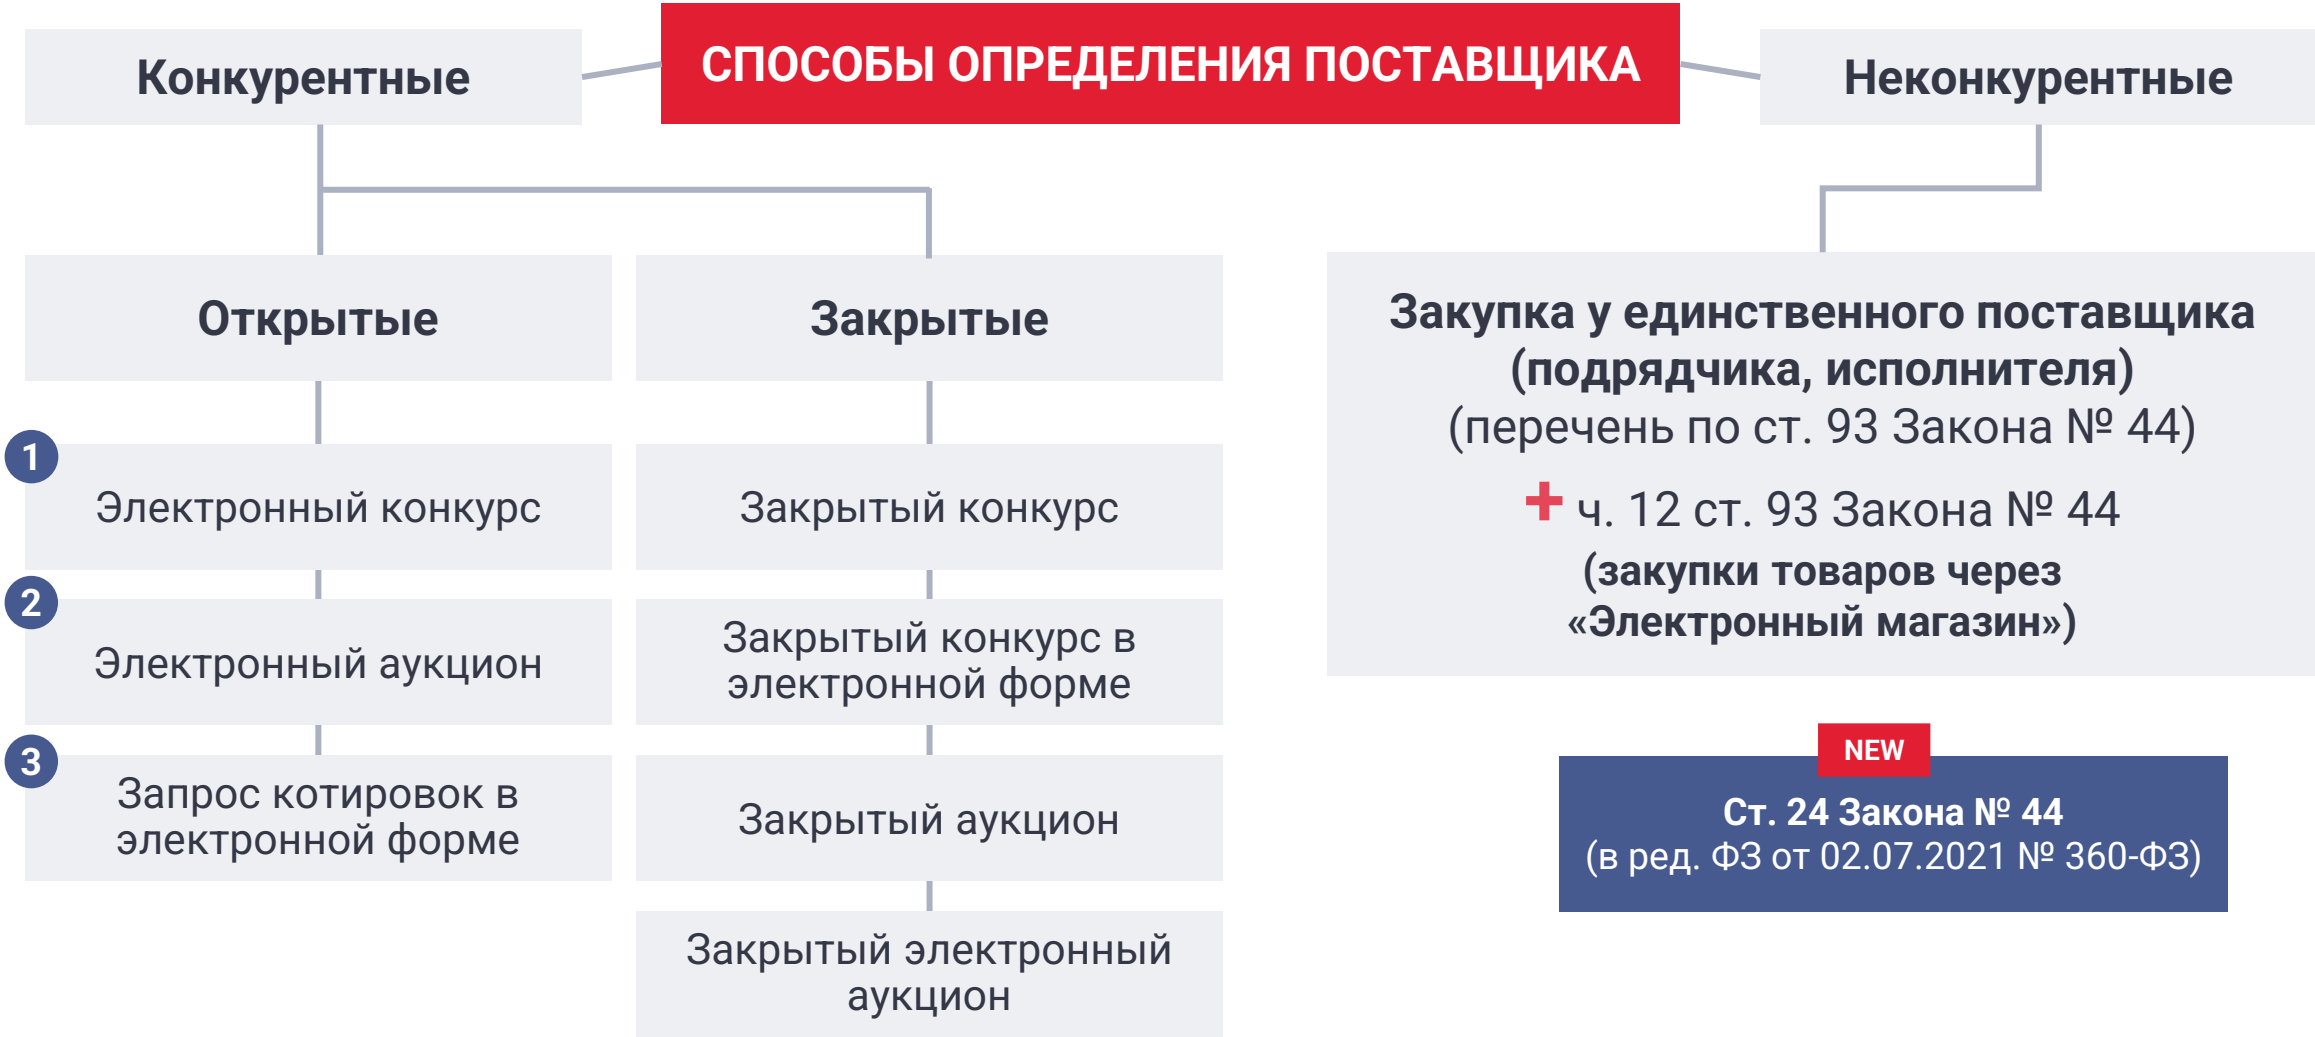 СПОСОБЫ ОПРЕДЕЛЕНИЯ ПОСТАВЩИКА
Конкурентные
Неконкурентные
Открытые
1
Электронный конкурс
2
Электронный аукцион
3
Запрос котировок в
электронной форме
Закрытые
Закрытый конкурс
Закрытый конкурс в
электронной форме
Закрытый аукцион
Закрытый электронный
аукцион
Закупка у единственного поставщика
(подрядчика, исполнителя)
(перечень по ст. 93 Закона № 44)
+ ч. 12 ст. 93 Закона № 44
(закупки товаров через
«Электронный магазин»)
NEW
Ст. 24 Закона № 44
(в ред. ФЗ от 02.07.2021 № 360-ФЗ)